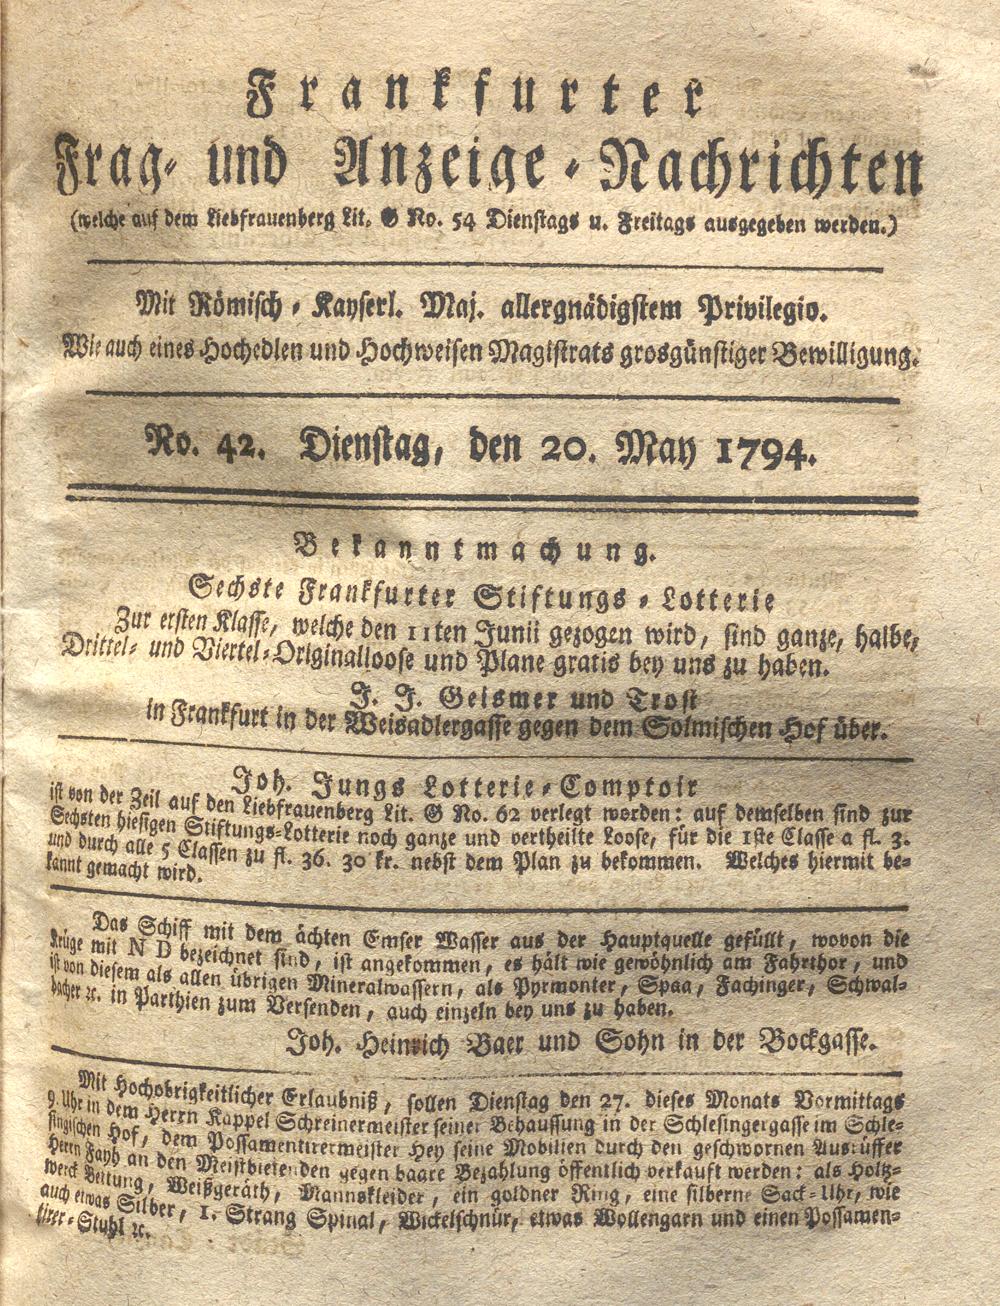 Frankfurter
Frag- und Anzeige-Nachrichten
(welche auf dem Liebfrauenberg Lit. G No. 54 Dienstags u. Freitags ausgegeben werden.)
Mit Römisch-Kayserl. Maj. allergnädigstem Privilegio.
Wie auch eines Hochedlen und Hochweisen Magistrats grosgünstiger Bewilligung.
No. 42. Dienstag, den 20. May 1794.
Bekanntmachung.
Sechste Frankfurter Stiftungs-Lotterie
Zur ersten Klasse, welche den 11ten Junii gezogen wird, sind ganze, halbe,
Drittel- und Viertel-Originalloose und Plane gratis bey uns zu haben.
J. J. Geismer und Trost
in Frankfurt in der Weisadlergasse gegen dem Solmischen Hof über.
Joh. Jungs Lotterie-Comptoir
ist von der Zeil auf den Liebfrauenberg Lit. G No. 62 verlegt worden: auf demselben sind zur
Sechsten hiesigen Stiftungs-Lotterie noch ganze und vertheilte Loose, für die 1ste Classe a fl. 3.
und durch alle 5 Classen zu fl. 36. 30 kr. nebst dem Plan zu bekommen. Welches hiermit be-
kannt gemacht wird.
Das Schiff mit dem ächten Emser Wasser aus der Hauptquelle gefüllt, wovon die
Krüge mit N D bezeichnet sind, ist angekommen, es hält wie gewöhnlich am Fahrthor, und
ist von diesem als allen übrigen Mineralwassern, als Pyrmonter, Spaa, Fachinger, Schwal-
bacher ꝛc. in Parthien zum Versenden, auch einzeln bey uns zu haben.
Joh. Heinrich Baer und Sohn in der Bockgasse.
Mit Hochobrigkeitlicher Erlaubniß, sollen Dienstag den 27. dieses Monats Vormittags
9. Uhr in dem Herrn Kappel Schreinermeister seiner Behaussung in der Schlesingergasse im Schle-
singischen Hof, dem Possamentirermeister Hey seine Mobilien durch den geschwornen Ausrüffer
Herrn Fayh an den Meistbietenden gegen baare Bezahlung öffentlich verkauft werden: als Holtz-
werck Bettung, Weißgeräth, Mannskleider, ein goldner Ring, eine silberne Sack-Uhr, wie
auch etwas Silber, 1. Strang Spinal, Wickelschnür, etwas Wollengarn und einen Possamen-
tirer-Stuhl ꝛc.